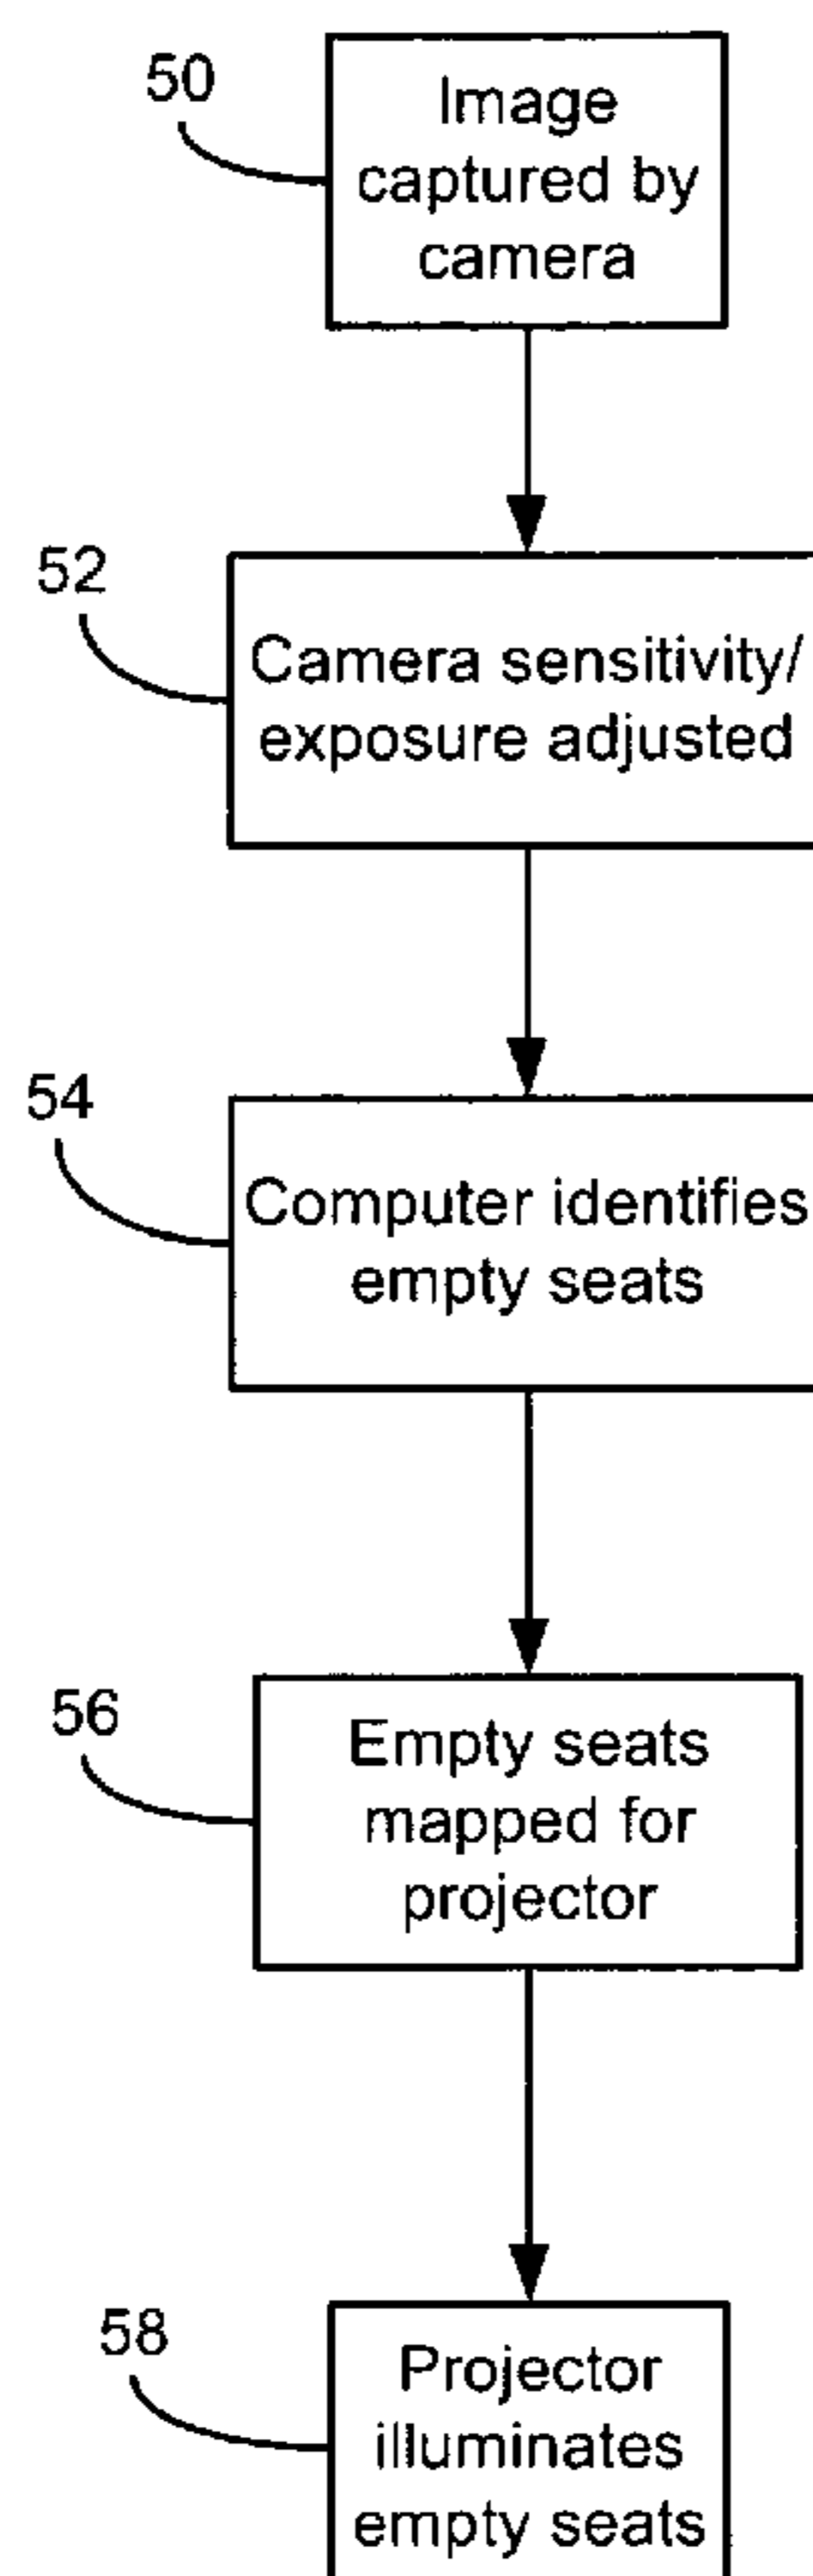 50
Image
captured by
camera
52
Camera sensitivity/
exposure adjusted
54
Computer identifies
empty seats
56
Empty seats
mapped for
projector
58
Projector
illuminates
empty seats